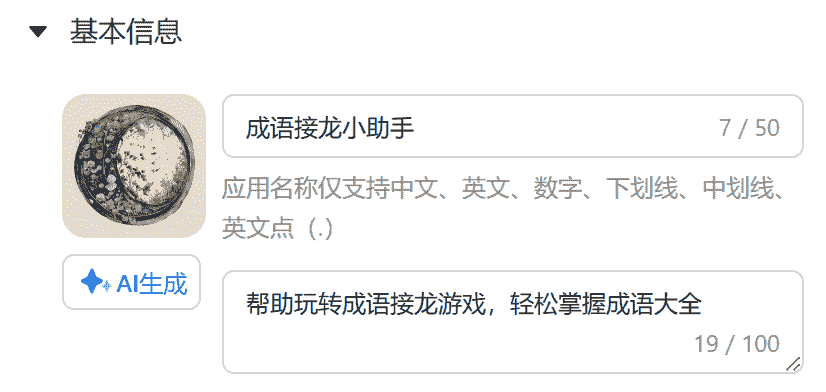 基本信息
成语接龙小助手
7 / 50
应用名称仅支持中文、英文、数字、下划线、中划线、
英文点（.）
AI生成
帮助玩转成语接龙游戏，轻松掌握成语大全
19 / 100